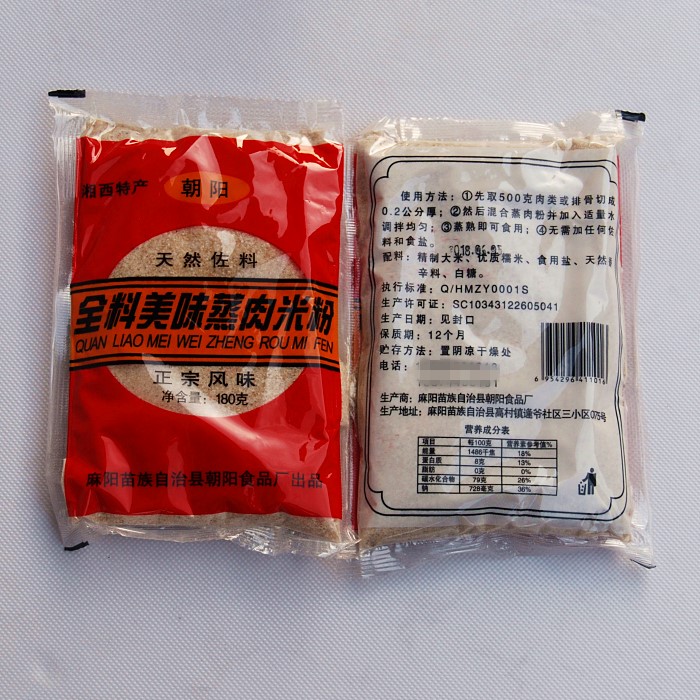 湘西特产
朝阳
天然佐料
全料美味蒸肉米粉
QUAN LIAO MEI WEI ZHENG ROU MI FEN
正宗风味
净含量：180克
麻阳苗族自治县朝阳食品厂出品
使用方法：①先取500克肉类或排骨切成
0.2公分厚；②然后混合蒸肉粉并加入适量水
调拌均匀；③蒸熟即可食用；④无需加任何佐
料和食盐。
配料：精制大米、优质糯米、食用盐、天然香
辛料、白糖。
执行标准：Q/HMZY0001S
生产许可证：SC10343122605041
生产日期：见封口
保质期：12个月
贮存方法：置阴凉干燥处
电话：
6954296411016
生产商：麻阳苗族自治县朝阳食品厂
生产地址：麻阳苗族自治县高村镇逢爷社区三小区075号
营养成分表
项目 每100克 营养素参考值%
能量 1486千焦 18%
蛋白质 8克 13%
脂肪 0克 0%
碳水化合物 79克 26%
钠 728毫克 36%